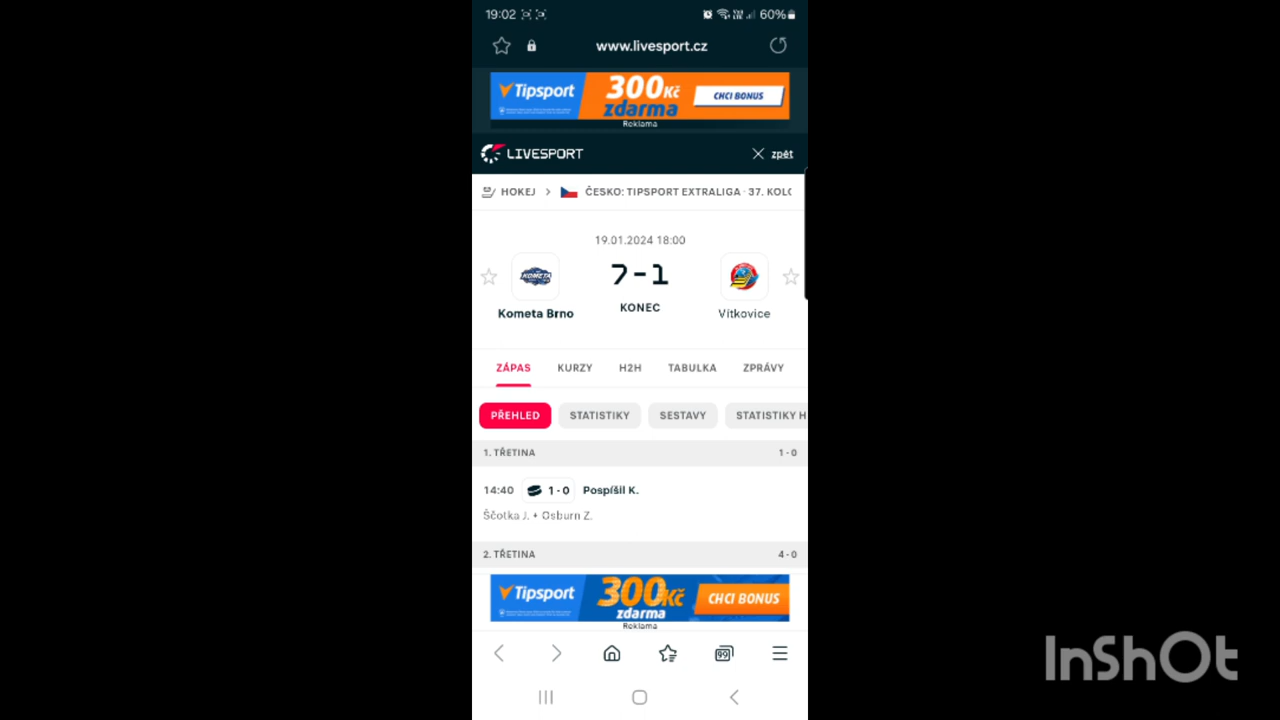 19:02 60%
www.livesport.cz
Tipsport 300Kč zdarma CHCI BONUS
Reklama
LIVESPORT zpět
HOKEJ ČESKO: TIPSPORT EXTRALIGA · 37. KOLO
19.01.2024 18:00
7-1
KONEC
Kometa Brno Vítkovice
ZÁPAS KURZY H2H TABULKA ZPRÁVY
PŘEHLED STATISTIKY SESTAVY STATISTIKY H
1. TŘETINA 1 - 0
14:40 1 - 0 Pospíšil K.
Ščotka J. + Osburn Z.
2. TŘETINA 4 - 0
Tipsport 300Kč zdarma CHCI BONUS
Reklama
99
InShOt